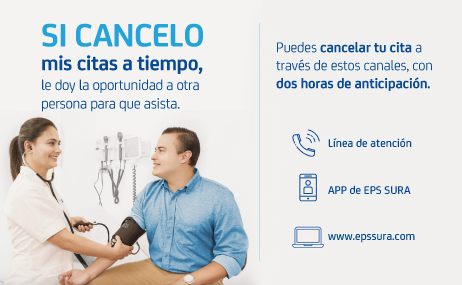 SI CANCELO
mis citas a tiempo,
le doy la oportunidad a otra
persona para que asista.
Puedes cancelar tu cita a
través de estos canales, con
dos horas de anticipación.
Línea de atención
APP de EPS SURA
www.epssura.com